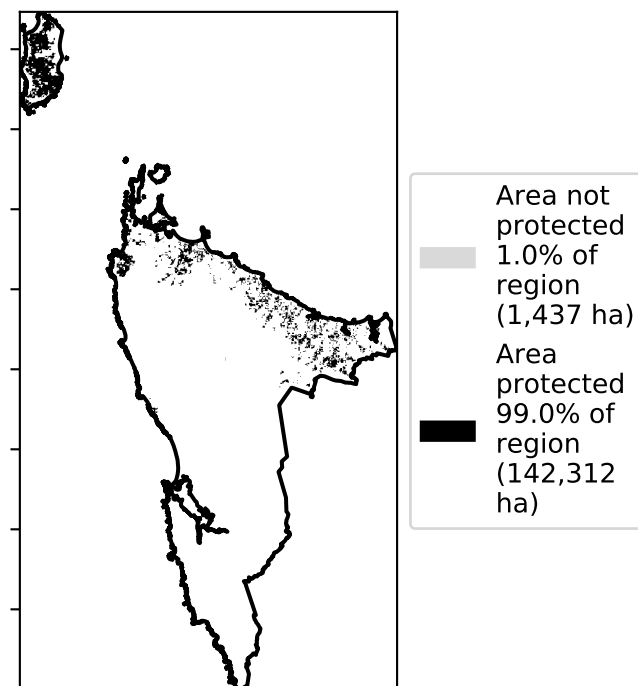 Area not
protected
1.0% of
region
(1,437 ha)
Area
protected
99.0% of
region
(142,312
ha)